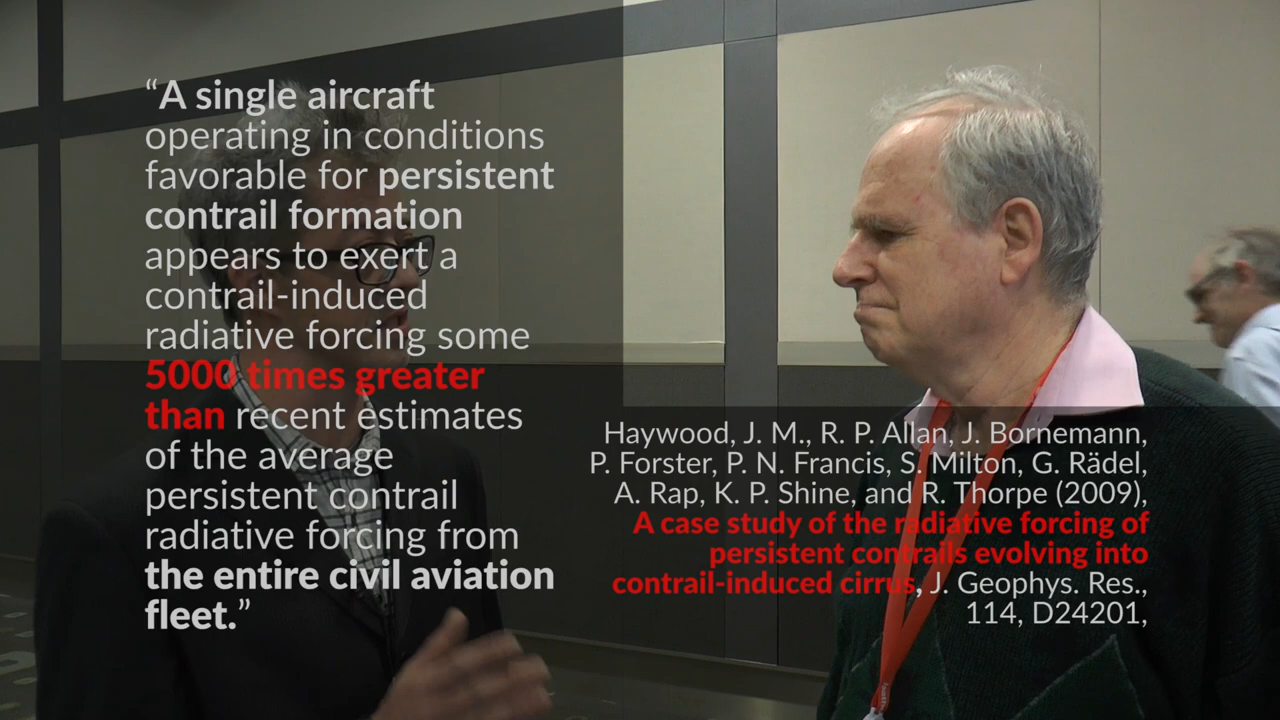 “A single aircraft
operating in conditions
favorable for persistent
contrail formation
appears to exert a
contrail-induced
radiative forcing some
5000 times greater
than recent estimates
of the average
persistent contrail
radiative forcing from
the entire civil aviation
fleet.”
Haywood, J. M., R. P. Allan, J. Bornemann,
P. Forster, P. N. Francis, S. Milton, G. Rädel,
A. Rap, K. P. Shine, and R. Thorpe (2009),
A case study of the radiative forcing of
persistent contrails evolving into
contrail-induced cirrus, J. Geophys. Res.,
114, D24201,